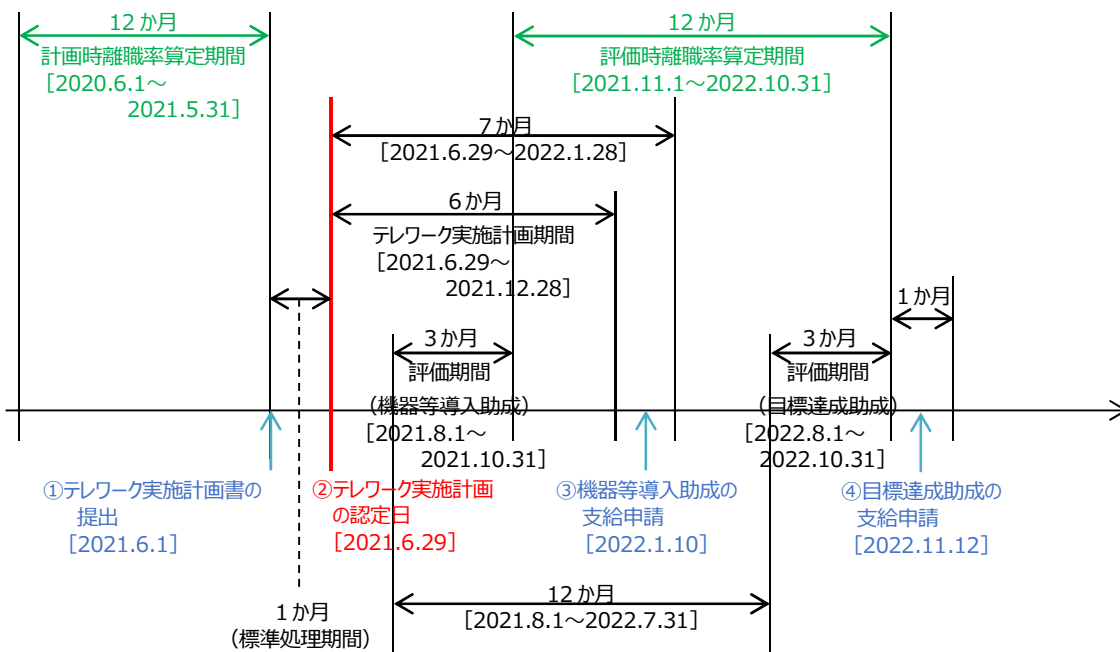 12か月
計画時離職率算定期間
［2020.6.1～
2021.5.31］
12か月
評価時離職率算定期間
［2021.11.1～2022.10.31］
7か月
［2021.6.29～2022.1.28］
6か月
テレワーク実施計画期間
［2021.6.29～
2021.12.28］
1か月
3か月
評価期間
（機器等導入助成）
［2021.8.1～
2021.10.31］
3か月
評価期間
（目標達成助成）
［2022.8.1～
2022.10.31］
①テレワーク実施計画書の
提出
［2021.6.1］
②テレワーク実施計画
の認定日
［2021.6.29］
③機器等導入助成の
支給申請
［2022.1.10］
④目標達成助成の
支給申請
［2022.11.12］
1か月
（標準処理期間）
12か月
［2021.8.1～2022.7.31］